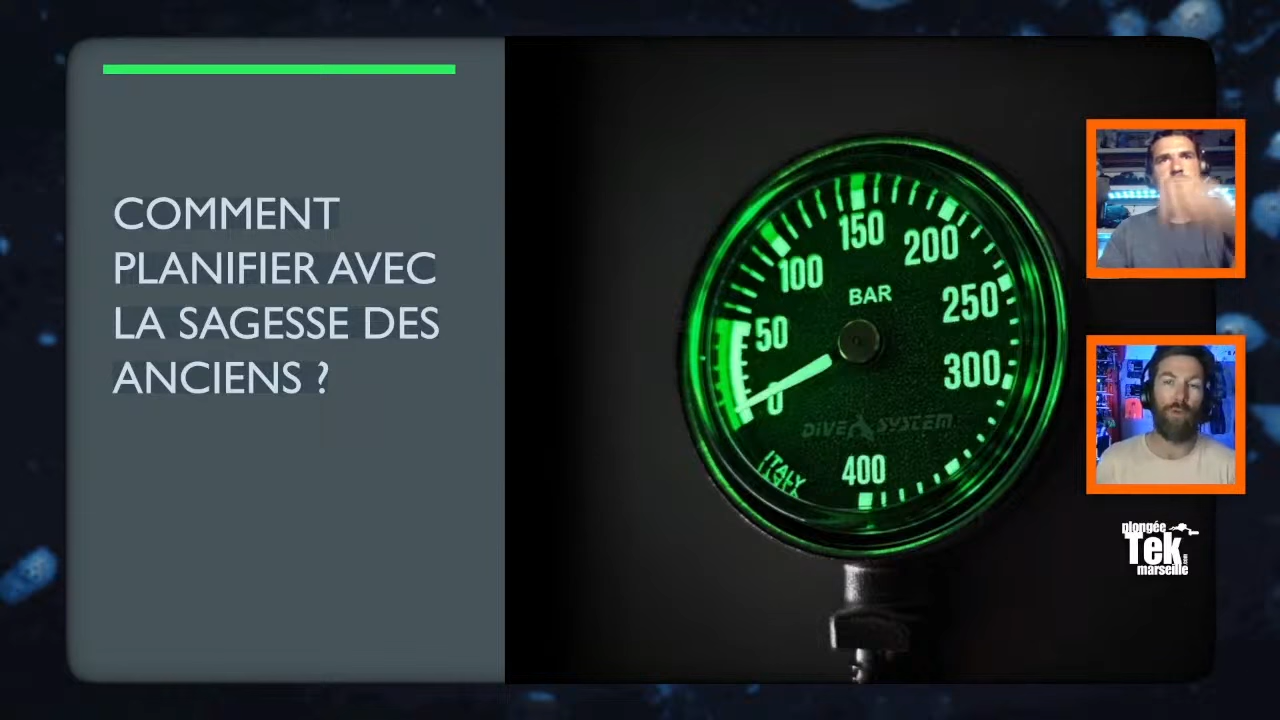 COMMENT
PLANIFIER AVEC
LA SAGESSE DES
ANCIENS ?
150
200
100
BAR
250
50
300
0
DIVE SYSTEM
400
ITALY
plongée
Tek
.com
marseille